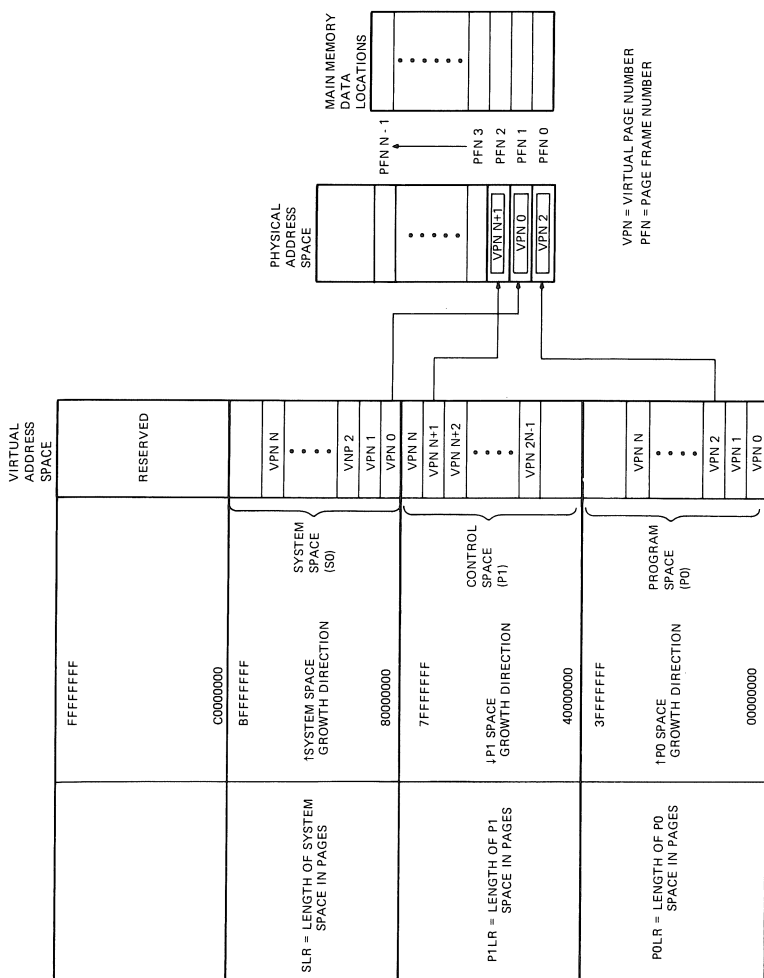 VIRTUAL
ADDRESS
SPACE
PHYSICAL
ADDRESS
SPACE
MAIN MEMORY
DATA
LOCATIONS
FFFFFFFF
C0000000
RESERVED
SLR = LENGTH OF SYSTEM
SPACE IN PAGES
BFFFFFFF
↑SYSTEM SPACE
GROWTH DIRECTION
80000000
SYSTEM
SPACE
(S0)
VPN N
VNP 2
VPN 1
VPN 0
P1LR = LENGTH OF P1
SPACE IN PAGES
7FFFFFFF
↓P1 SPACE
GROWTH DIRECTION
40000000
CONTROL
SPACE
(P1)
VPN N
VPN N+1
VPN N+2
VPN 2N-1
P0LR = LENGTH OF P0
SPACE IN PAGES
3FFFFFFF
↑P0 SPACE
GROWTH DIRECTION
00000000
PROGRAM
SPACE
(P0)
VPN N
VPN 2
VPN 1
VPN 0
VPN N+1
VPN 0
VPN 2
PFN N - 1
PFN 3
PFN 2
PFN 1
PFN 0
VPN = VIRTUAL PAGE NUMBER
PFN = PAGE FRAME NUMBER